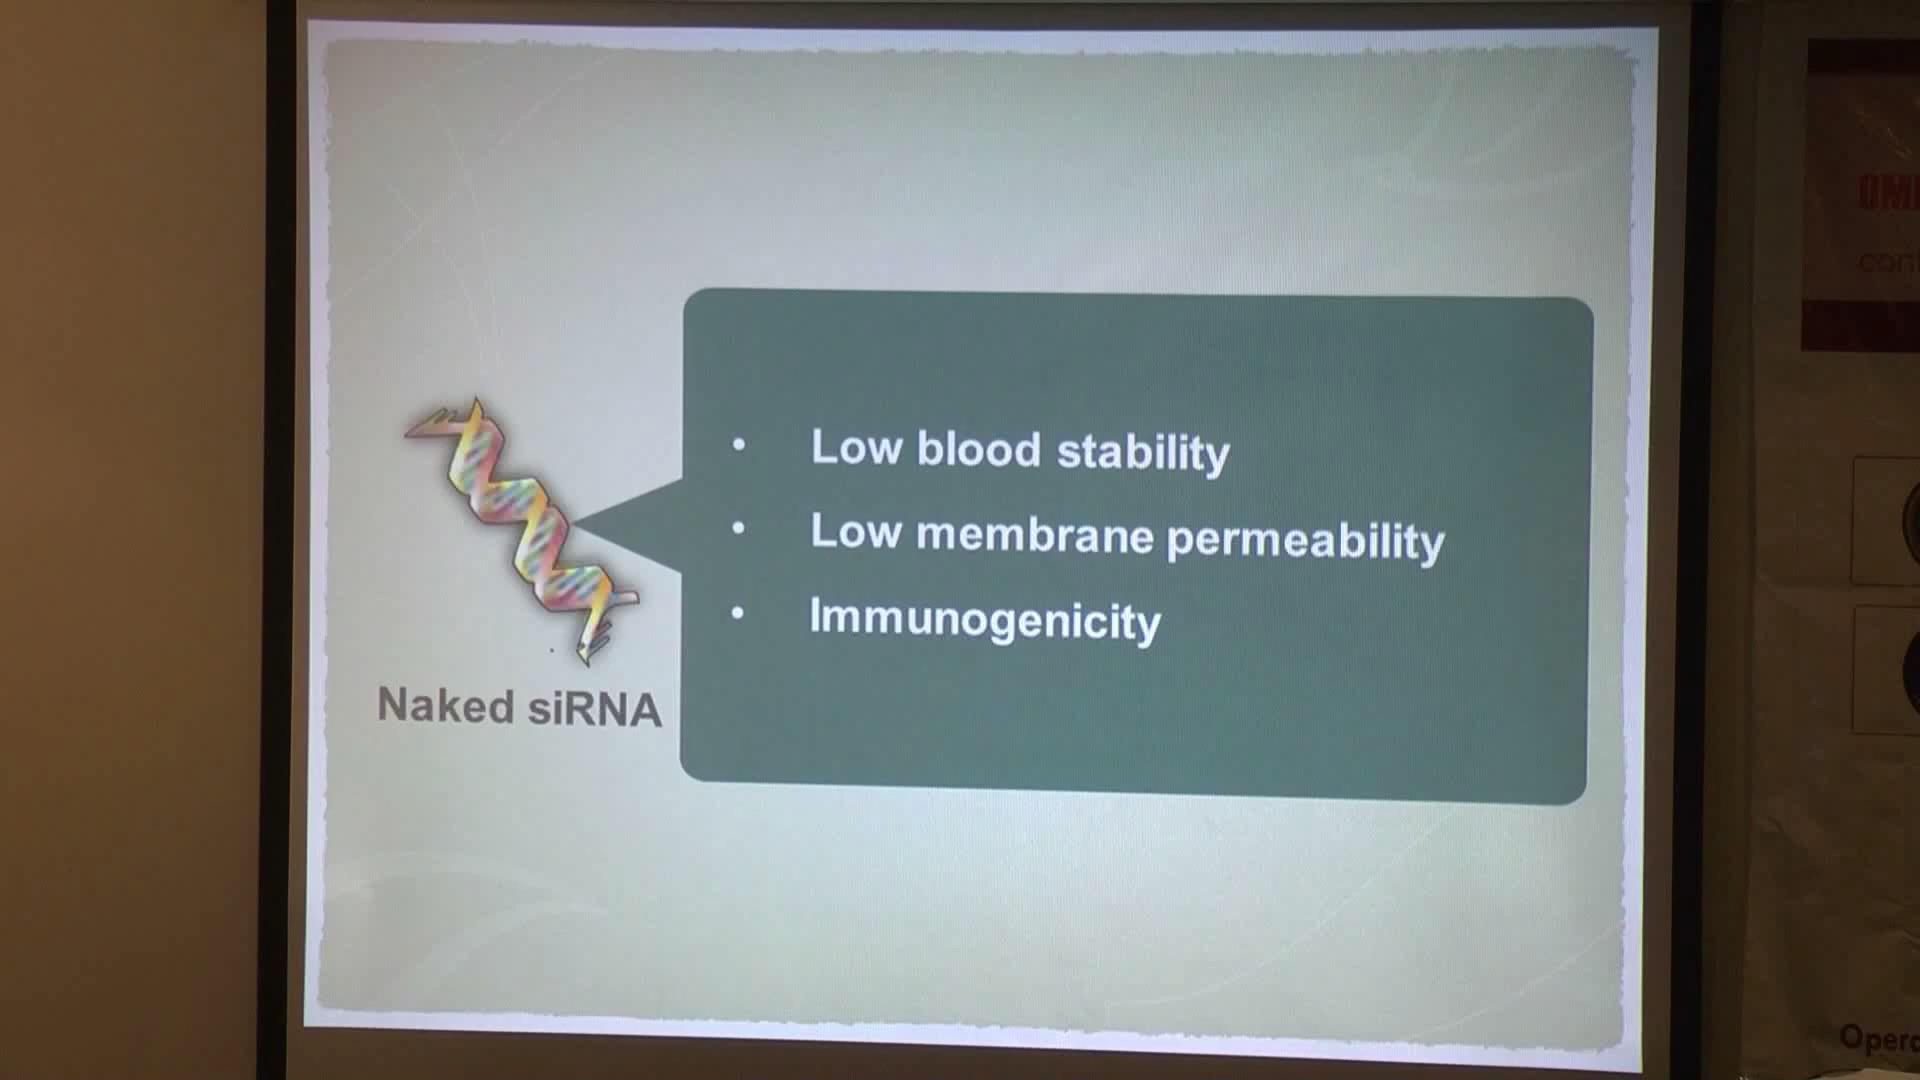 • Low blood stability
• Low membrane permeability
• Immunogenicity
Naked siRNA